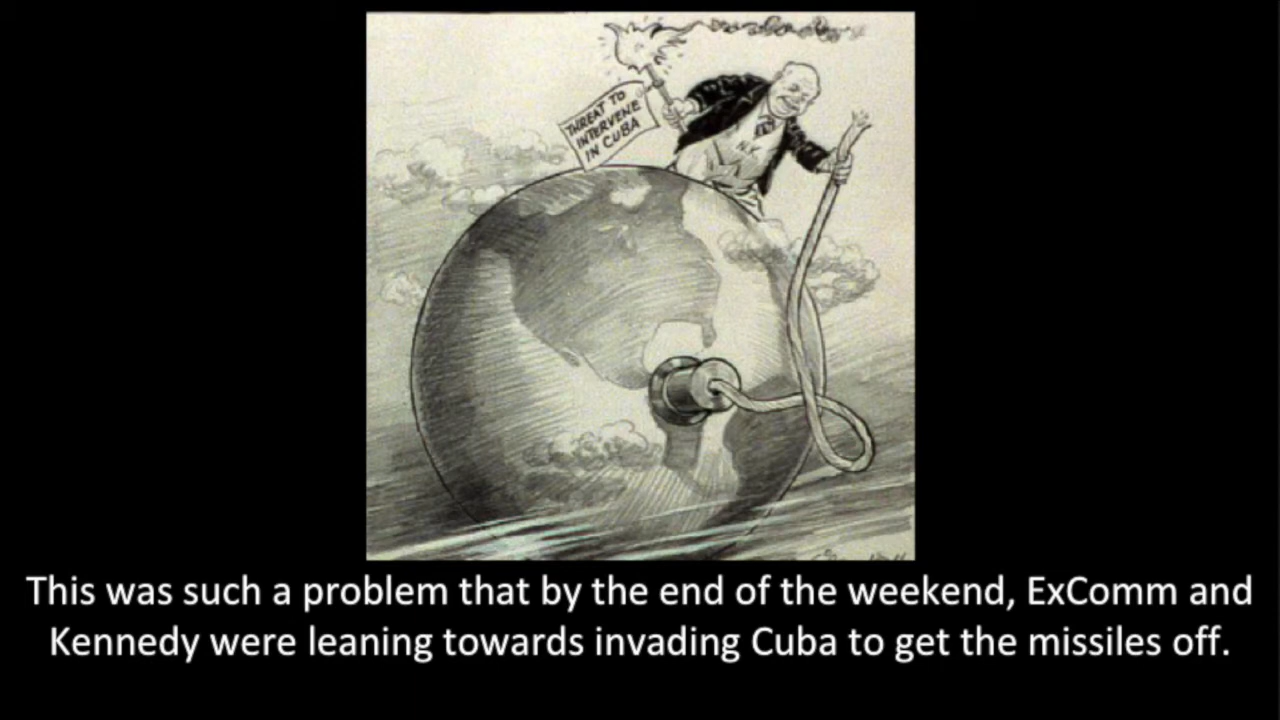 THREAT TO
INTERVENE
IN CUBA
N.K.
This was such a problem that by the end of the weekend, ExComm and
Kennedy were leaning towards invading Cuba to get the missiles off.